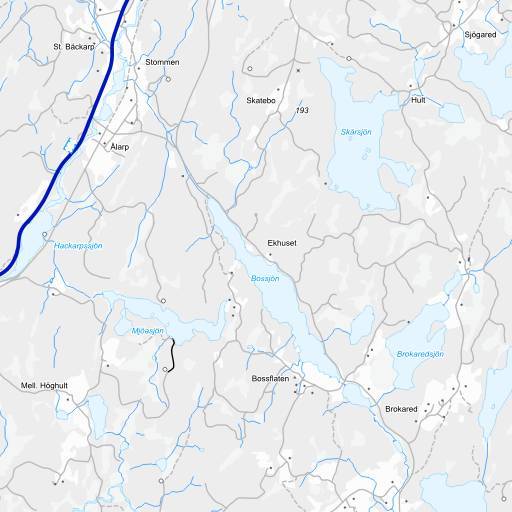 Sjögared
St. Bäckarp
Stommen
Skatebo
193
Hult
Skärsjön
Ålarp
Hackarpssjön
Ekhuset
Bossjön
Mjöasjön
Brokaredsjön
Bossflaten
Mell. Höghult
Brokared